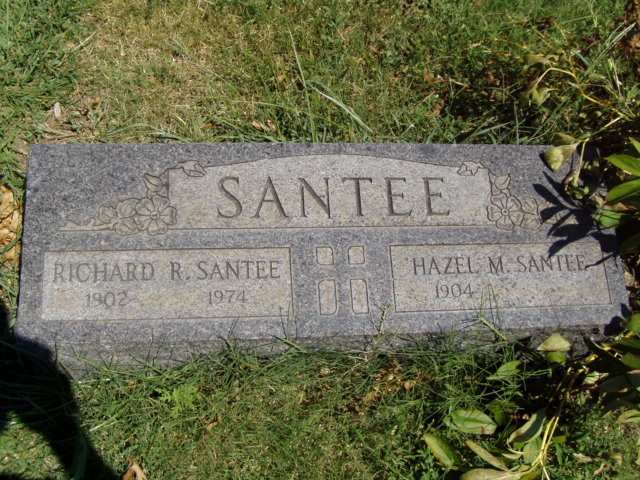 SANTEE
RICHARD R. SANTEE
1902 1974
HAZEL M. SANTEE
1904